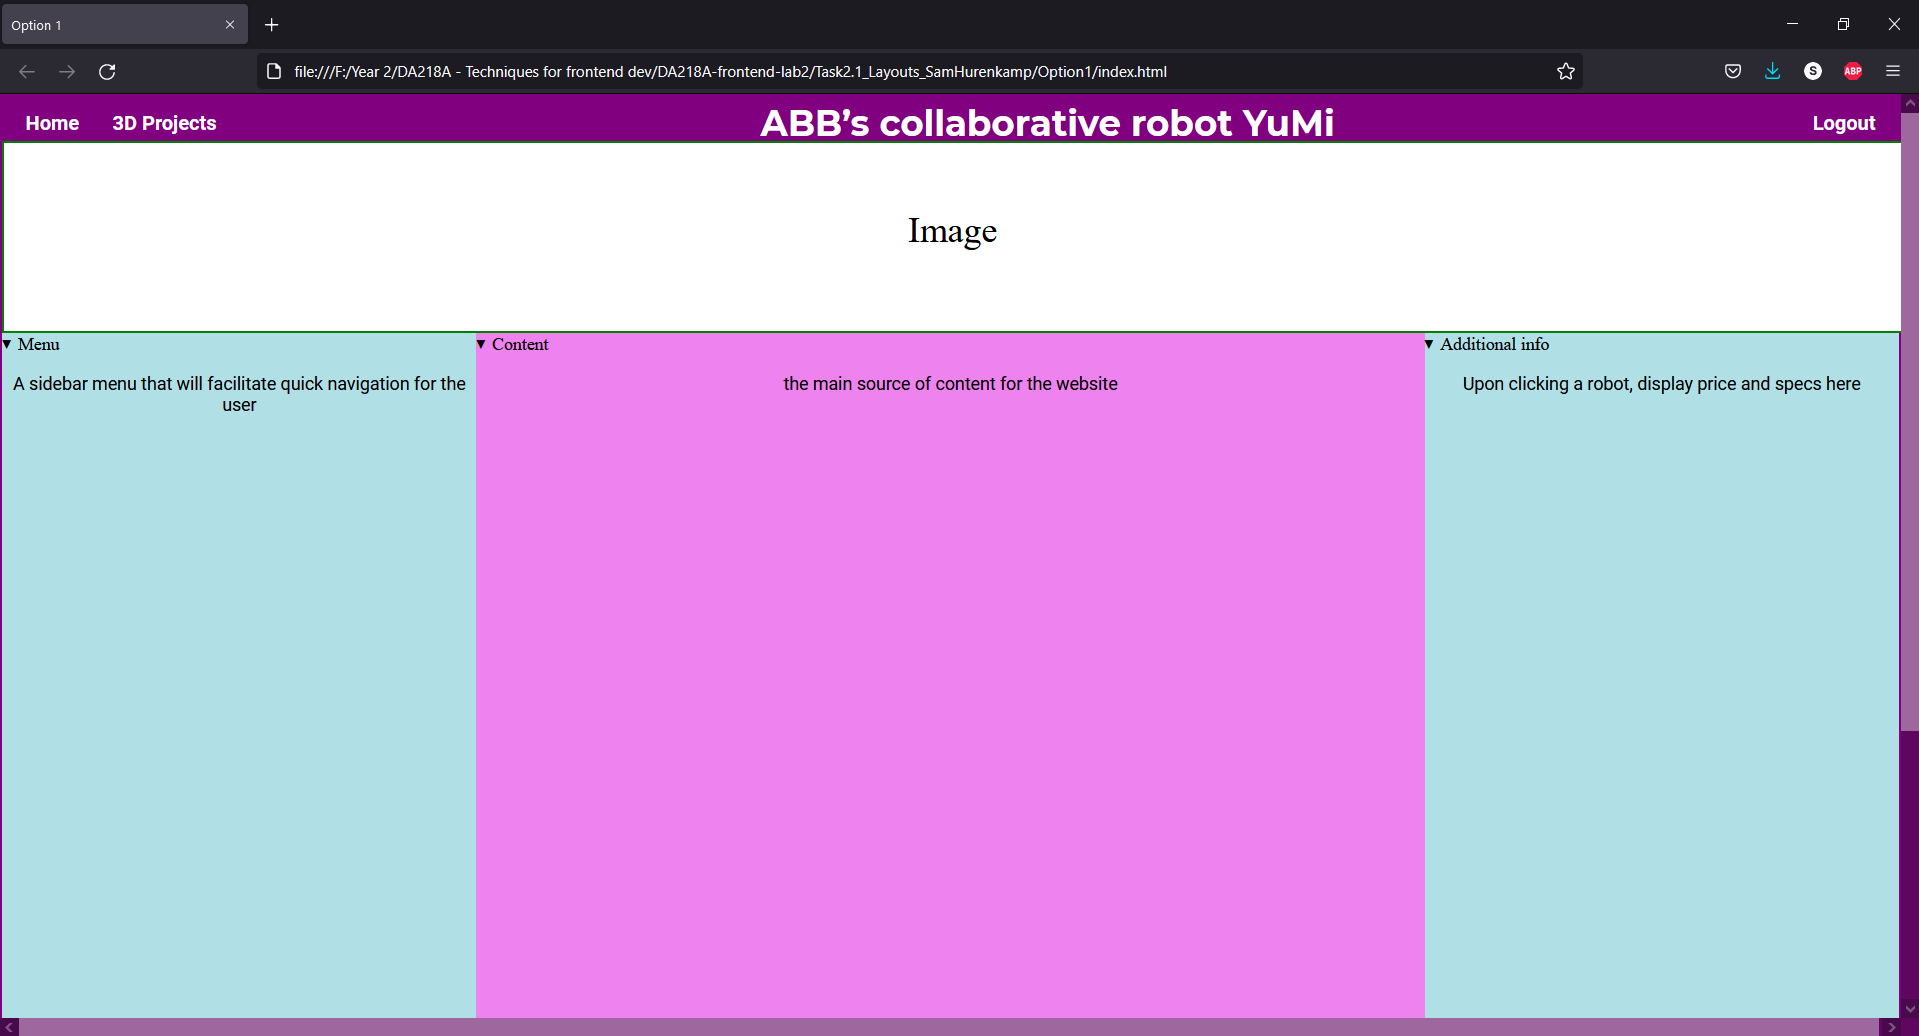 Option 1
file:///F:/Year 2/DA218A - Techniques for frontend dev/DA218A-frontend-lab2/Task2.1_Layouts_SamHurenkamp/Option1/index.html
S
ABP
Home 3D Projects ABB’s collaborative robot YuMi Logout
Image
Menu
A sidebar menu that will facilitate quick navigation for the
user
Content
the main source of content for the website
Additional info
Upon clicking a robot, display price and specs here